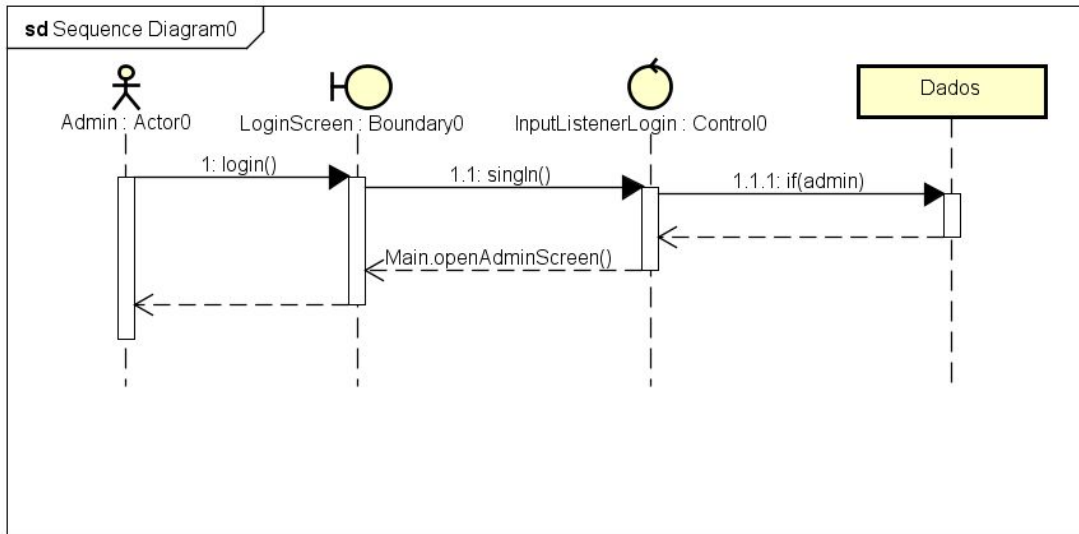 sd Sequence Diagram0
Admin : Actor0
LoginScreen : Boundary0
InputListenerLogin : Control0
Dados
1: login()
1.1: singIn()
1.1.1: if(admin)
Main.openAdminScreen()